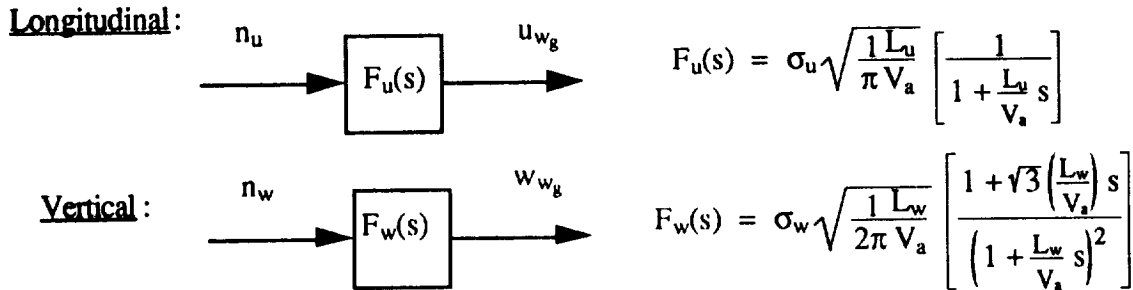 Longitudinal:
n_u
F_u(s)
u_{w_g}
F_u(s) = σ_u √(1 L_u / π V_a) [1 / (1 + (L_u / V_a) s)]
Vertical :
n_w
F_w(s)
w_{w_g}
F_w(s) = σ_w √(1 L_w / 2π V_a) [(1 + √3 (L_w / V_a) s) / (1 + (L_w / V_a) s)^2]